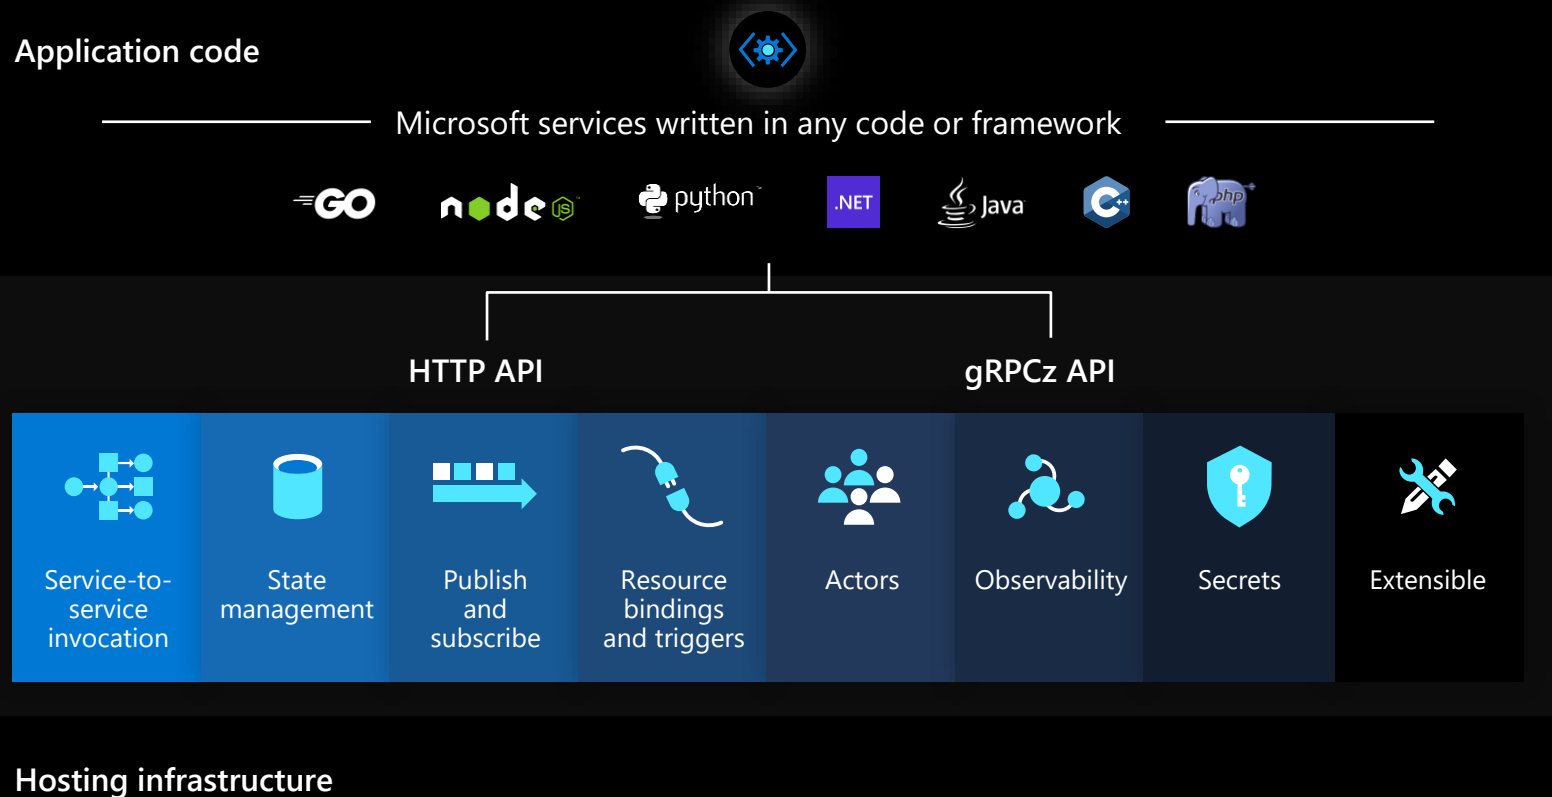 Application code
Microsoft services written in any code or framework
GO
node JS
python
.NET
Java
C++
php
HTTP API
gRPCz API
Service-to-
service
invocation
State
management
Publish
and
subscribe
Resource
bindings
and triggers
Actors
Observability
Secrets
Extensible
Hosting infrastructure